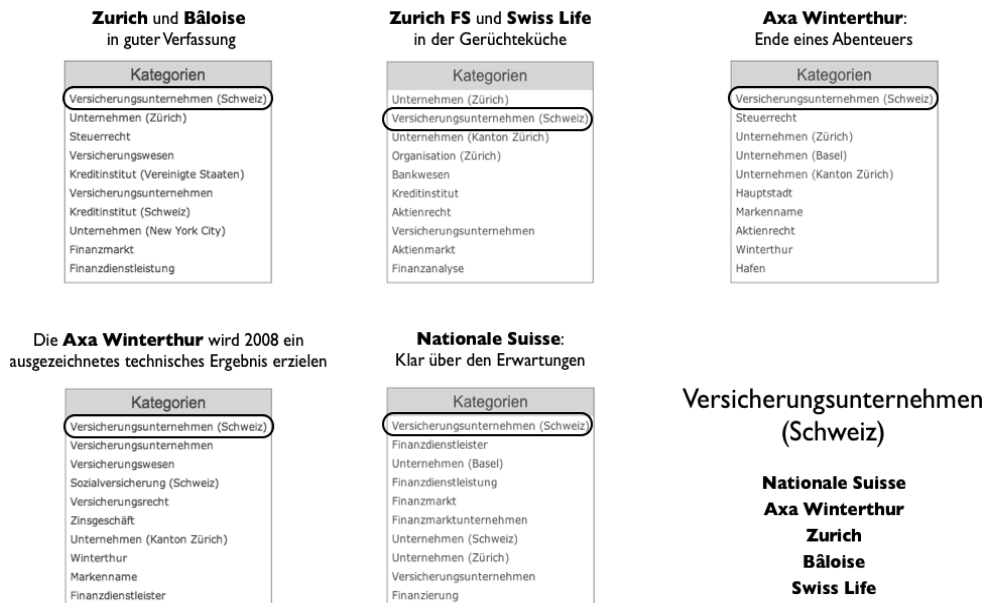 Zurich und Bâloise
in guter Verfassung
Kategorien
Versicherungsunternehmen (Schweiz)
Unternehmen (Zürich)
Steuerrecht
Versicherungswesen
Kreditinstitut (Vereinigte Staaten)
Versicherungsunternehmen
Kreditinstitut (Schweiz)
Unternehmen (New York City)
Finanzmarkt
Finanzdienstleistung
Zurich FS und Swiss Life
in der Gerüchteküche
Kategorien
Unternehmen (Zürich)
Versicherungsunternehmen (Schweiz)
Unternehmen (Kanton Zürich)
Organisation (Zürich)
Bankwesen
Kreditinstitut
Aktienrecht
Versicherungsunternehmen
Aktienmarkt
Finanzanalyse
Axa Winterthur:
Ende eines Abenteuers
Kategorien
Versicherungsunternehmen (Schweiz)
Steuerrecht
Unternehmen (Zürich)
Unternehmen (Basel)
Unternehmen (Kanton Zürich)
Hauptstadt
Markenname
Aktienrecht
Winterthur
Hafen
Die Axa Winterthur wird 2008 ein
ausgezeichnetes technisches Ergebnis erzielen
Kategorien
Versicherungsunternehmen (Schweiz)
Versicherungsunternehmen
Versicherungswesen
Sozialversicherung (Schweiz)
Versicherungsrecht
Zinsgeschäft
Unternehmen (Kanton Zürich)
Winterthur
Markenname
Finanzdienstleister
Nationale Suisse:
Klar über den Erwartungen
Kategorien
Versicherungsunternehmen (Schweiz)
Finanzdienstleister
Unternehmen (Basel)
Finanzdienstleistung
Finanzmarkt
Finanzmarktunternehmen
Unternehmen (Schweiz)
Unternehmen (Zürich)
Versicherungsunternehmen
Finanzierung
Versicherungsunternehmen
(Schweiz)
Nationale Suisse
Axa Winterthur
Zurich
Bâloise
Swiss Life